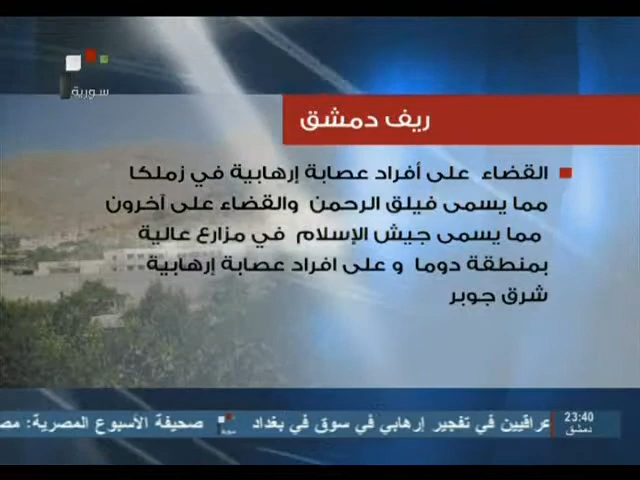 سورية
ريف دمشق
القضاء على أفراد عصابة إرهابية في زملكا
مما يسمى فيلق الرحمن والقضاء على آخرون
مما يسمى جيش الإسلام في مزارع عالية
بمنطقة دوما و على افراد عصابة إرهابية
شرق جوبر
23:40
دمشق
عراقيين في تفجير إرهابي في سوق في بغداد سورية صحيفة الأسبوع المصرية: مصر